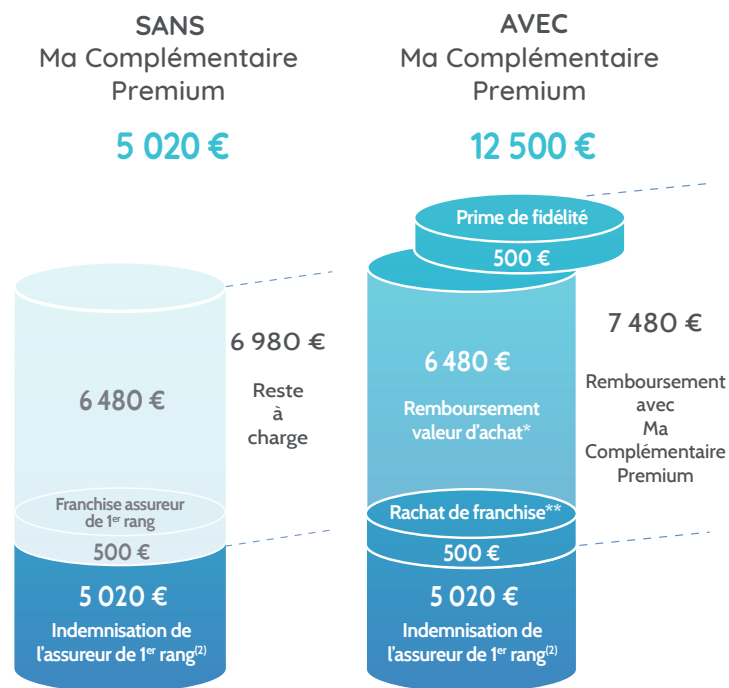 SANS
Ma Complémentaire
Premium
5 020 €
6 480 €
Franchise assureur
de 1er rang
500 €
5 020 €
Indemnisation de
l'assureur de 1er rang(2)
6 980 €
Reste
à
charge
AVEC
Ma Complémentaire
Premium
12 500 €
Prime de fidélité
500 €
6 480 €
Remboursement
valeur d'achat*
Rachat de franchise**
500 €
5 020 €
Indemnisation de
l'assureur de 1er rang(2)
7 480 €
Remboursement
avec
Ma
Complémentaire
Premium